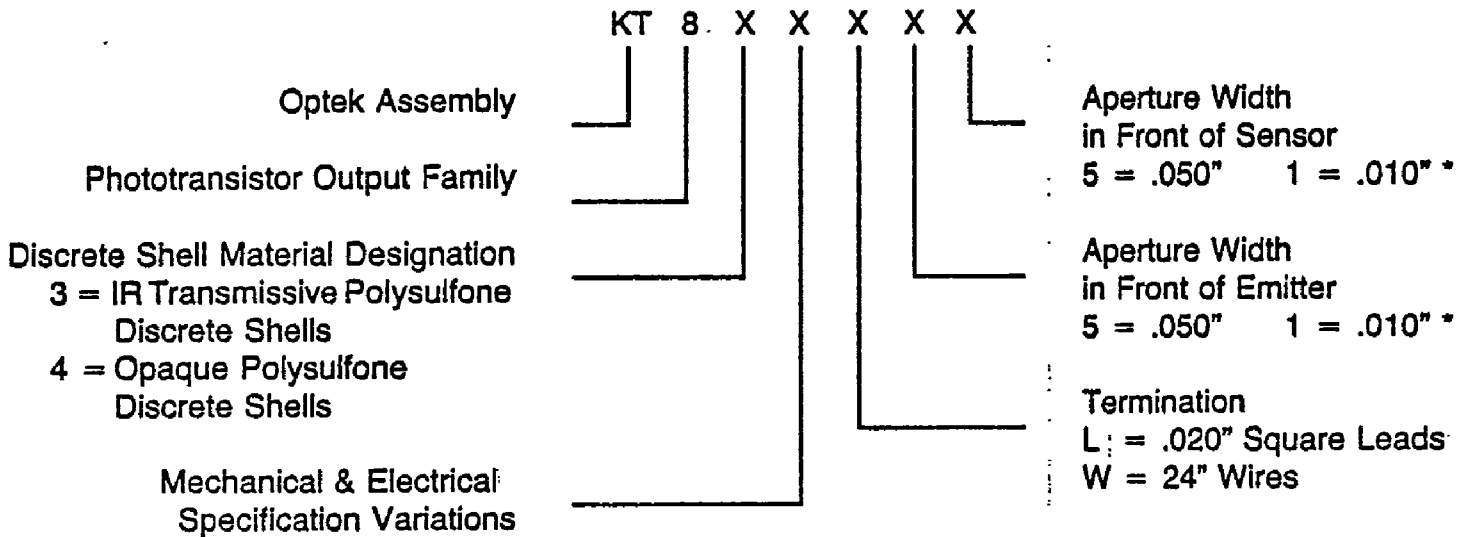 KT 8 X X X X X
Optek Assembly
Phototransistor Output Family
Discrete Shell Material Designation
3 = IR Transmissive Polysulfone
Discrete Shells
4 = Opaque Polysulfone
Discrete Shells
Mechanical & Electrical
Specification Variations
Aperture Width
in Front of Sensor
5 = .050" 1 = .010" *
Aperture Width
in Front of Emitter
5 = .050" 1 = .010" *
Termination
L = .020" Square Leads
W = 24" Wires